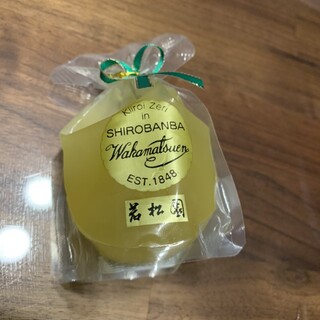 Kiiroi Zeri
in
SHIROBANBA
Wakamatsuen
EST.1848
若松園